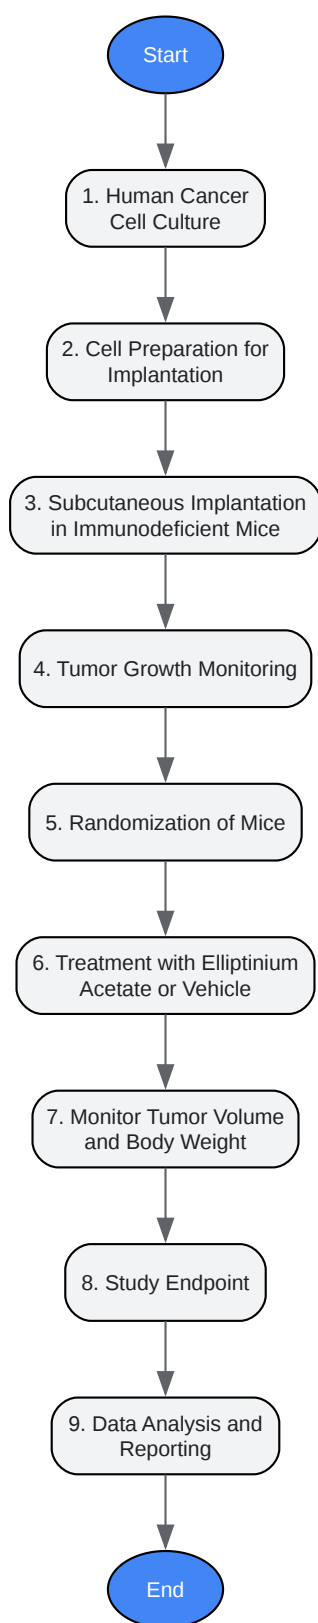 Start
1. Human Cancer
Cell Culture
2. Cell Preparation for
Implantation
3. Subcutaneous Implantation
in Immunodeficient Mice
4. Tumor Growth Monitoring
5. Randomization of Mice
6. Treatment with Elliptinium
Acetate or Vehicle
7. Monitor Tumor Volume
and Body Weight
8. Study Endpoint
9. Data Analysis and
Reporting
End